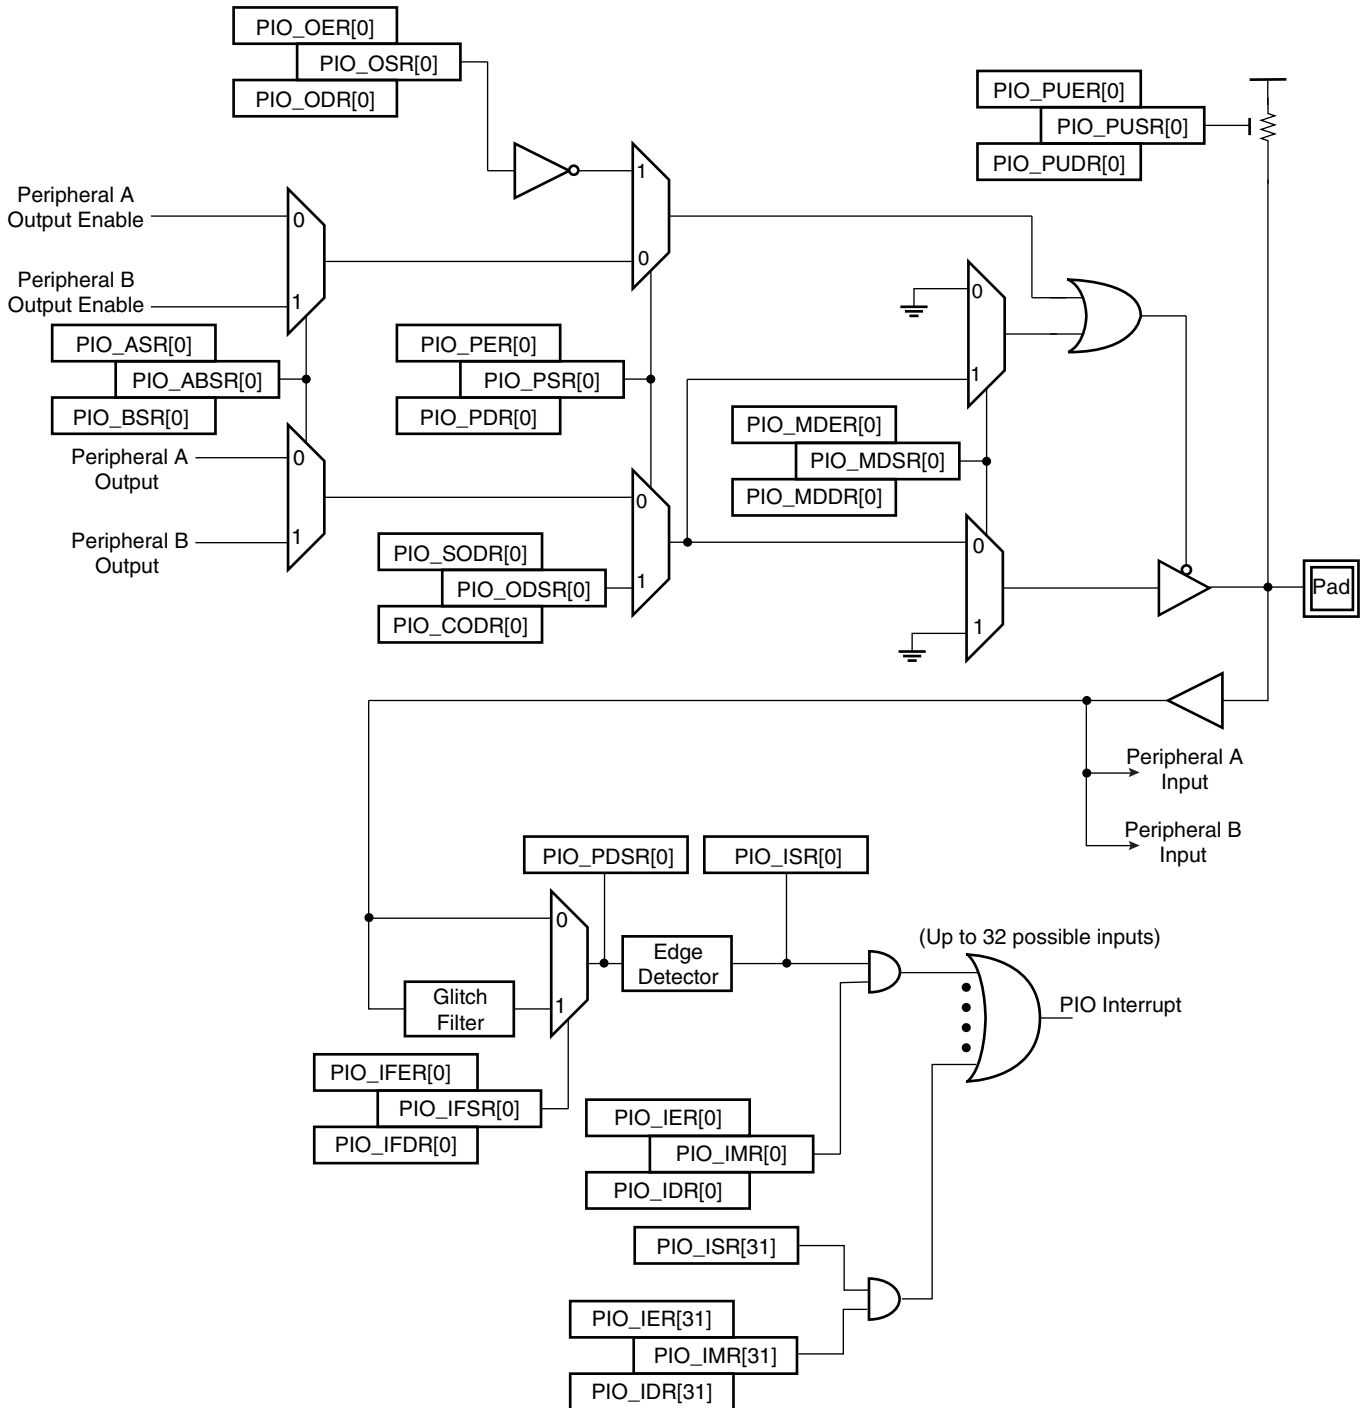 PIO_OER[0]
PIO_OSR[0]
PIO_ODR[0]
PIO_PUER[0]
PIO_PUSR[0]
PIO_PUDR[0]
1
0
Peripheral A
Output Enable
0
Peripheral B
Output Enable
1
PIO_ASR[0]
PIO_ABSR[0]
PIO_BSR[0]
PIO_PER[0]
PIO_PSR[0]
PIO_PDR[0]
0
1
PIO_MDER[0]
PIO_MDSR[0]
PIO_MDDR[0]
Peripheral A
Output
0
Peripheral B
Output
1
0
1
PIO_SODR[0]
PIO_ODSR[0]
PIO_CODR[0]
0
1
Pad
Peripheral A
Input
Peripheral B
Input
PIO_PDSR[0]
PIO_ISR[0]
0
1
Glitch
Filter
Edge
Detector
(Up to 32 possible inputs)
PIO Interrupt
PIO_IFER[0]
PIO_IFSR[0]
PIO_IFDR[0]
PIO_IER[0]
PIO_IMR[0]
PIO_IDR[0]
PIO_ISR[31]
PIO_IER[31]
PIO_IMR[31]
PIO_IDR[31]